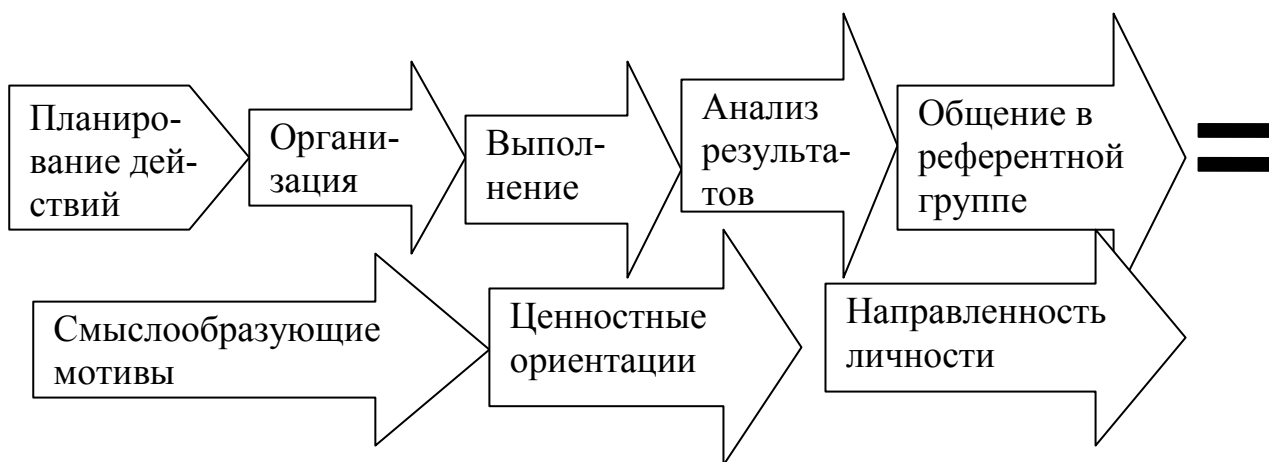 Планиро-
вание дей-
ствий
Органи-
зация
Выпол-
нение
Анализ
результа-
тов
Общение в
референтной
группе
=
Смыслообразующие
мотивы
Ценностные
ориентации
Направленность
личности